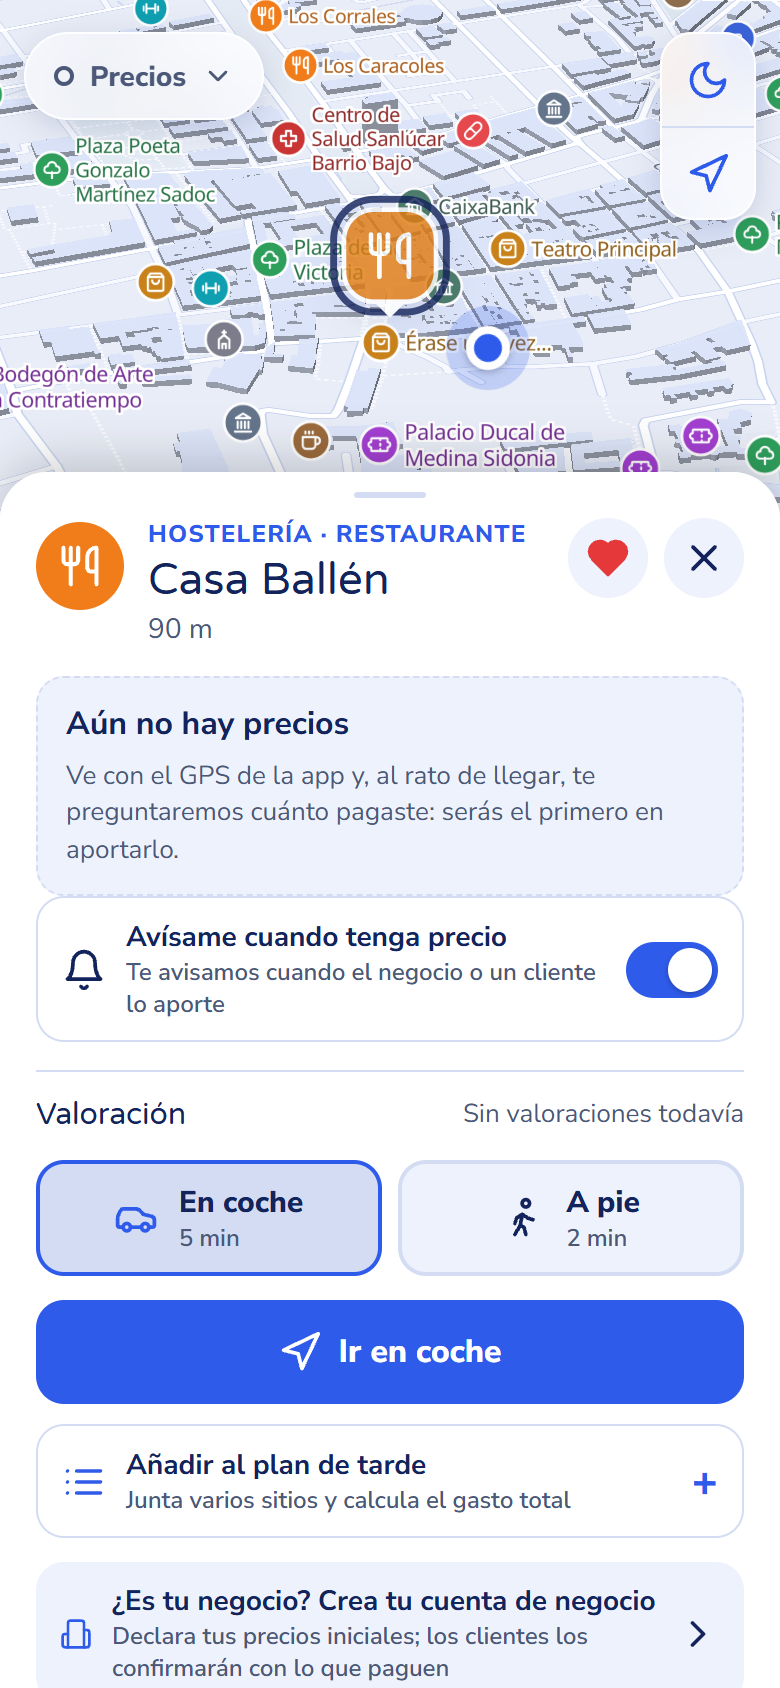 Los Corrales
Precios
Los Caracoles
Centro de
Salud Sanlúcar
Barrio Bajo
Plaza Poeta
Gonzalo
Martínez Sadoc
CaixaBank
Plaza de
Victoria
Teatro Principal
Érase vez...
Bodegón de Arte
Contratiempo
Palacio Ducal de
Medina Sidonia
HOSTELERÍA · RESTAURANTE
Casa Ballén
90 m
Aún no hay precios
Ve con el GPS de la app y, al rato de llegar, te
preguntaremos cuánto pagaste: serás el primero en
aportarlo.
Avísame cuando tenga precio
Te avisamos cuando el negocio o un cliente
lo aporte
Valoración
Sin valoraciones todavía
En coche
5 min
A pie
2 min
Ir en coche
Añadir al plan de tarde
Junta varios sitios y calcula el gasto total
+
¿Es tu negocio? Crea tu cuenta de negocio
Declara tus precios iniciales; los clientes los
confirmarán con lo que paguen